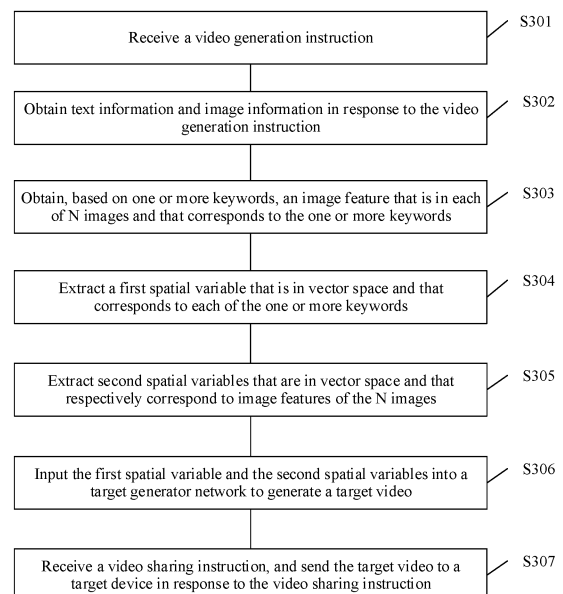 Receive a video generation instruction
S301
Obtain text information and image information in response to the video
generation instruction
S302
Obtain, based on one or more keywords, an image feature that is in each
of N images and that corresponds to the one or more keywords
S303
Extract a first spatial variable that is in vector space and that
corresponds to each of the one or more keywords
S304
Extract second spatial variables that are in vector space and that
respectively correspond to image features of the N images
S305
Input the first spatial variable and the second spatial variables into a
target generator network to generate a target video
S306
Receive a video sharing instruction, and send the target video to a
target device in response to the video sharing instruction
S307